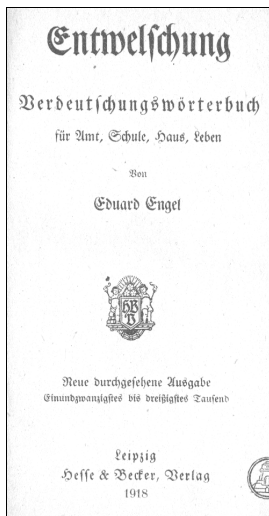 Entwelschung
Verdeutschungswörterbuch
für Amt, Schule, Haus, Leben
Von
Eduard Engel
HB
V
Neue durchgesehene Ausgabe
Einundzwanzigstes bis dreißigstes Tausend
Leipzig
Hesse & Becker, Verlag
1918